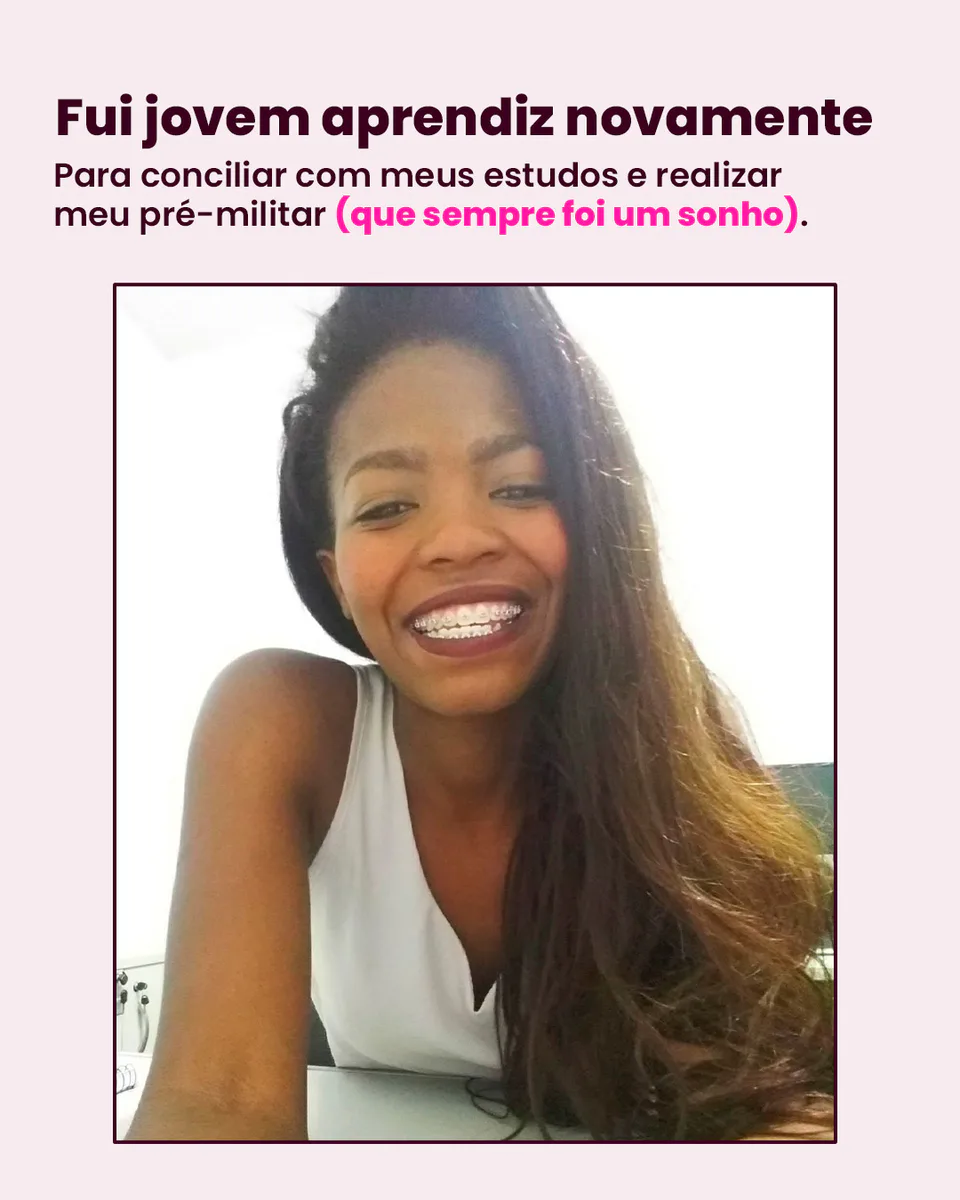 Fui jovem aprendiz novamente
Para conciliar com meus estudos e realizar
meu pré-militar (que sempre foi um sonho).